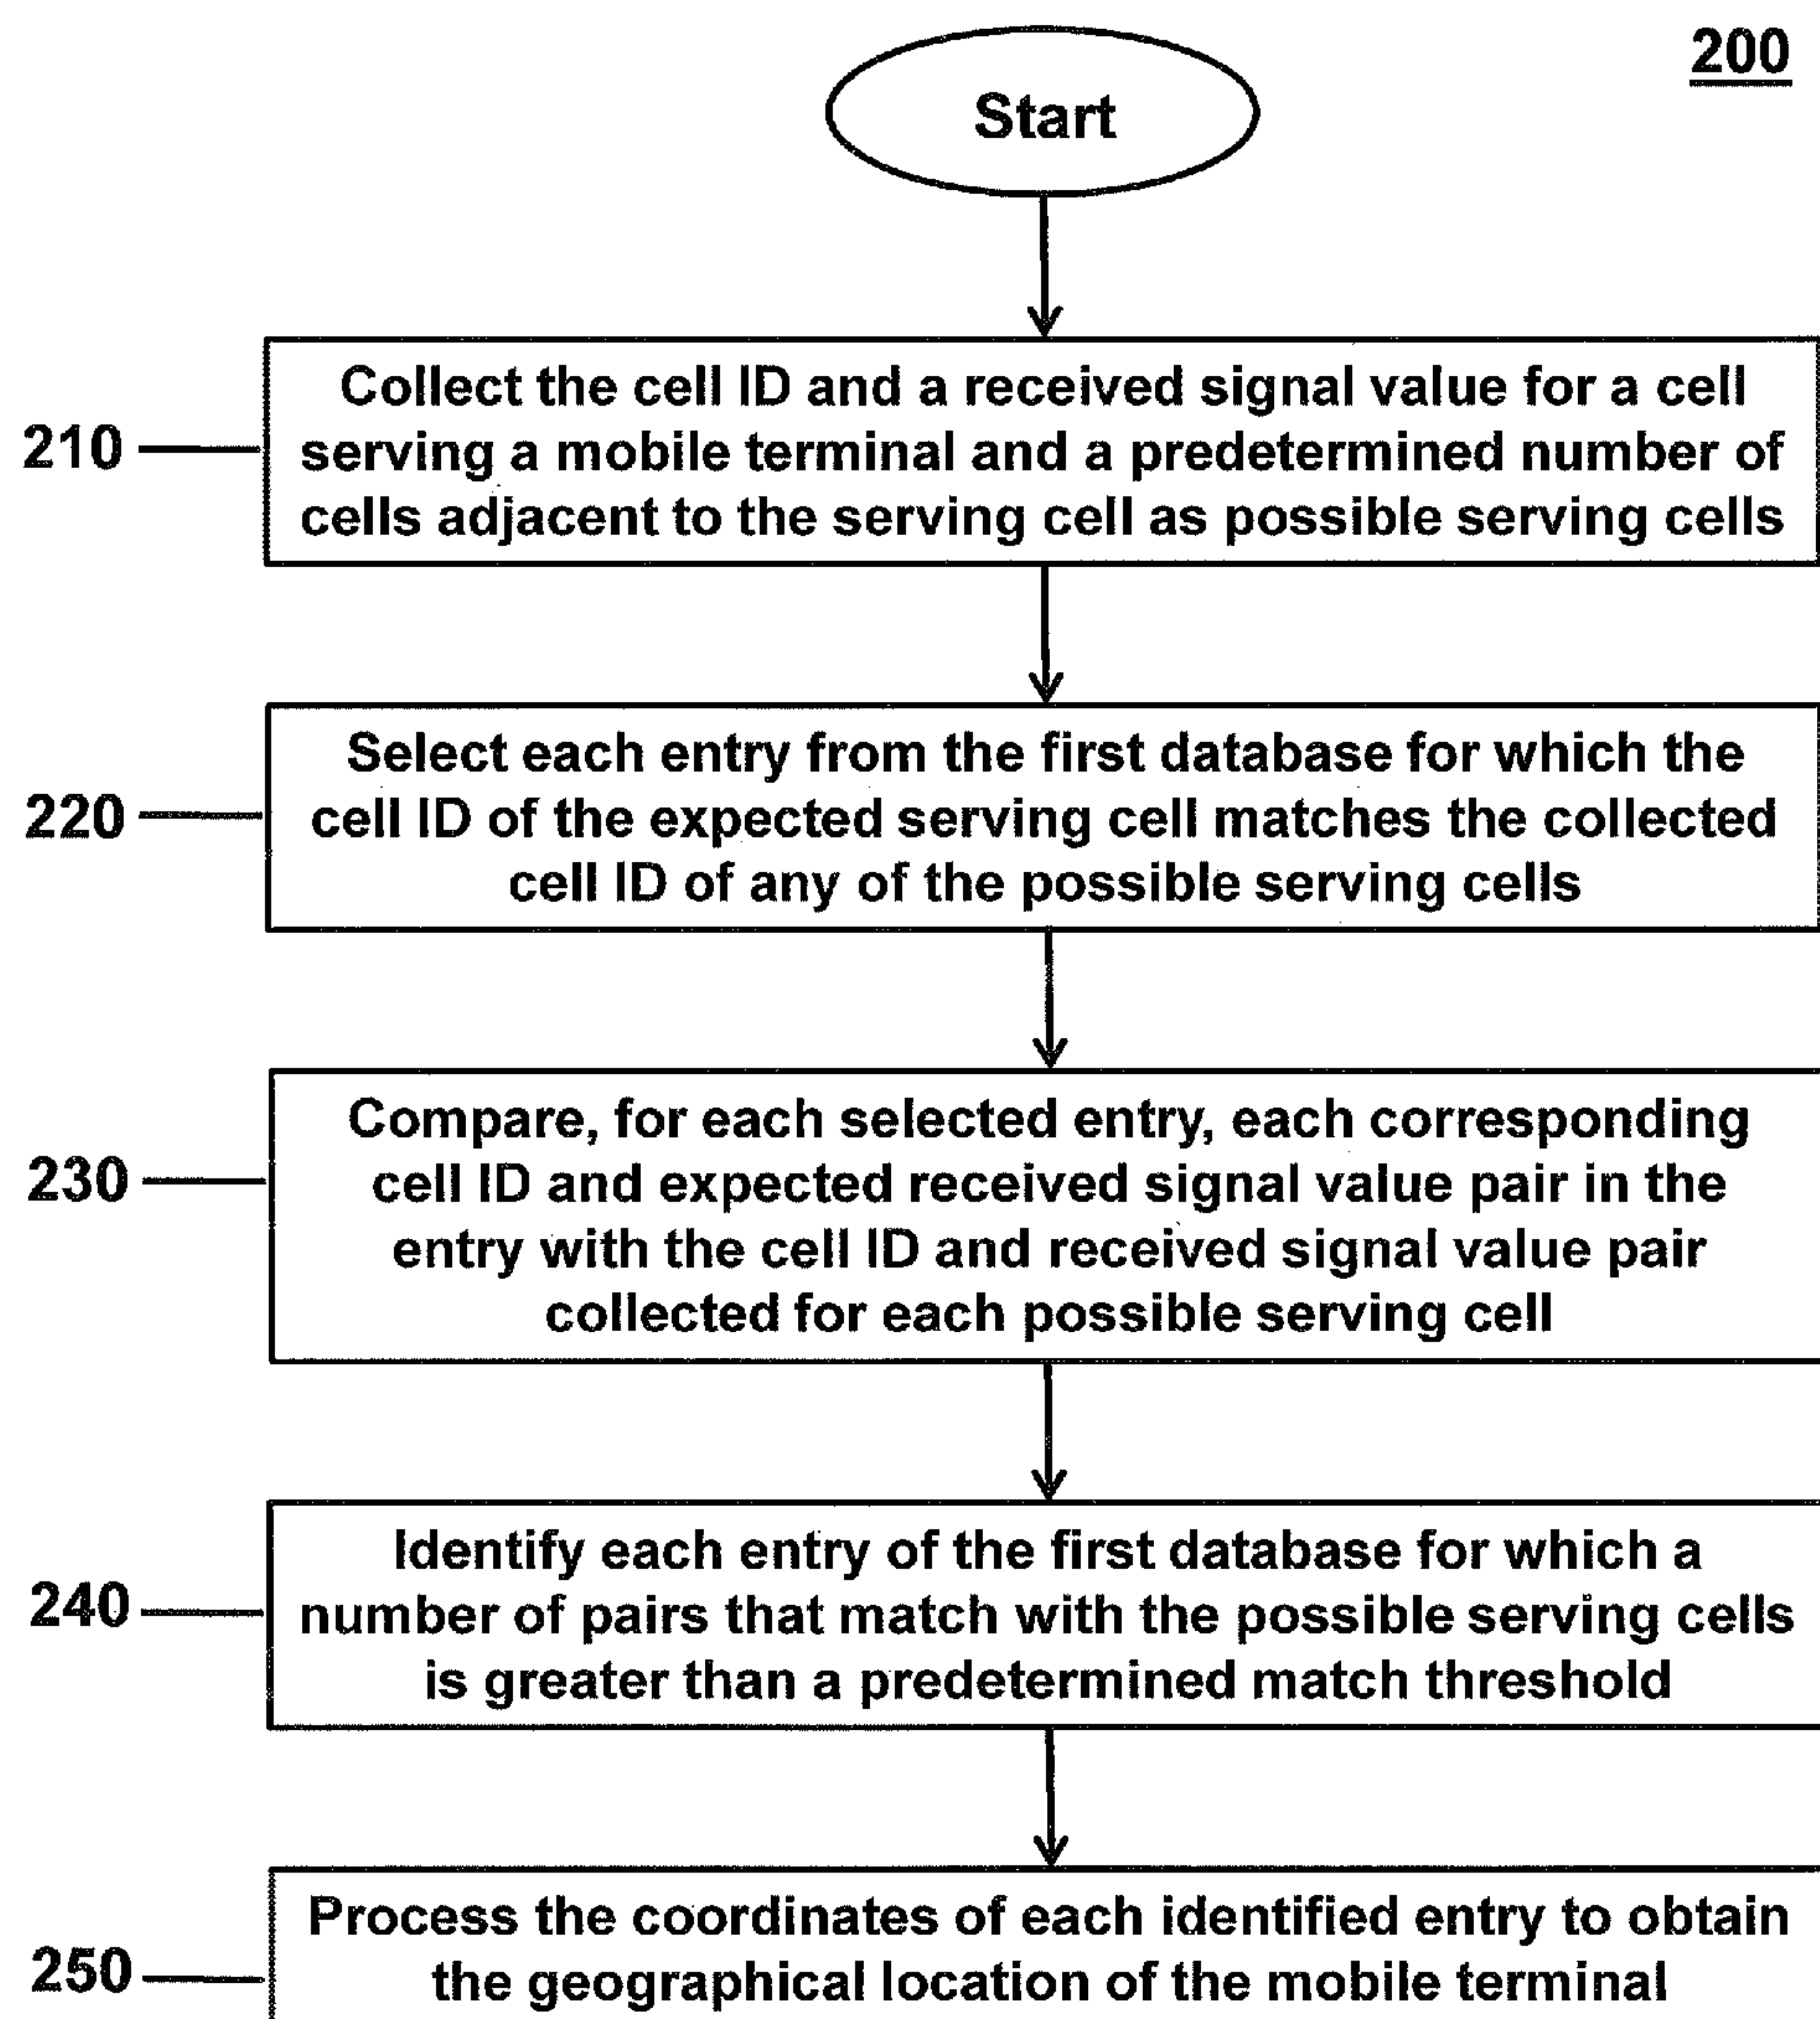 200
Start
210
Collect the cell ID and a received signal value for a cell
serving a mobile terminal and a predetermined number of
cells adjacent to the serving cell as possible serving cells
220
Select each entry from the first database for which the
cell ID of the expected serving cell matches the collected
cell ID of any of the possible serving cells
230
Compare, for each selected entry, each corresponding
cell ID and expected received signal value pair in the
entry with the cell ID and received signal value pair
collected for each possible serving cell
240
Identify each entry of the first database for which a
number of pairs that match with the possible serving cells
is greater than a predetermined match threshold
250
Process the coordinates of each identified entry to obtain
the geographical location of the mobile terminal